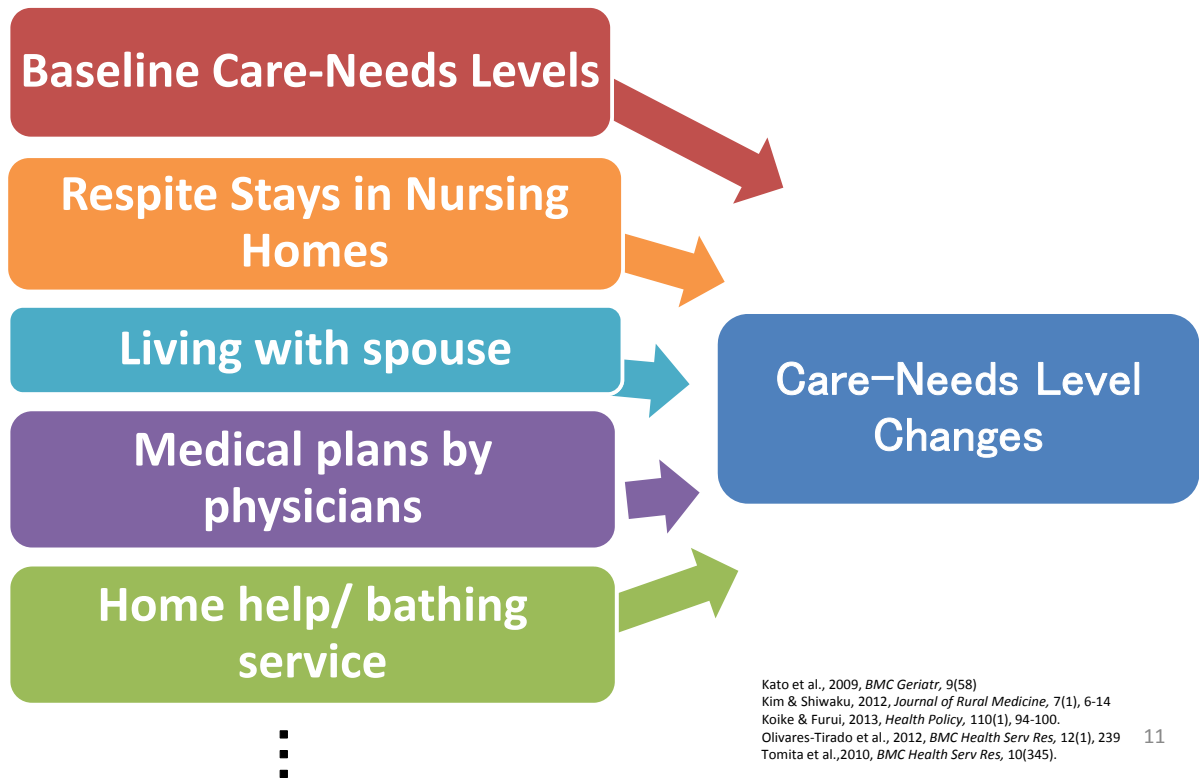 Baseline Care-Needs Levels
Respite Stays in Nursing
Homes
Living with spouse
Medical plans by
physicians
Home help/ bathing
service
Care-Needs Level
Changes
Kato et al., 2009, BMC Geriatr, 9(58)
Kim & Shiwaku, 2012, Journal of Rural Medicine, 7(1), 6-14
Koike & Furui, 2013, Health Policy, 110(1), 94-100.
Olivares-Tirado et al., 2012, BMC Health Serv Res, 12(1), 239
Tomita et al.,2010, BMC Health Serv Res, 10(345).
11